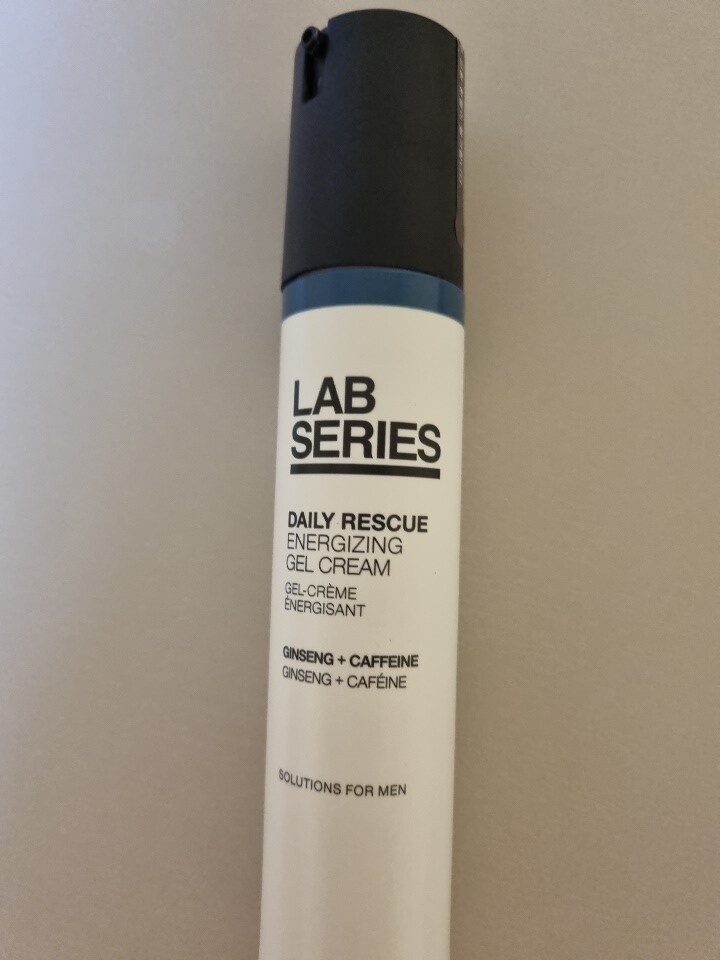 LAB
SERIES
DAILY RESCUE
ENERGIZING
GEL CREAM
GEL-CRÈME
ÉNERGISANT
GINSENG + CAFFEINE
GINSENG + CAFÉINE
SOLUTIONS FOR MEN